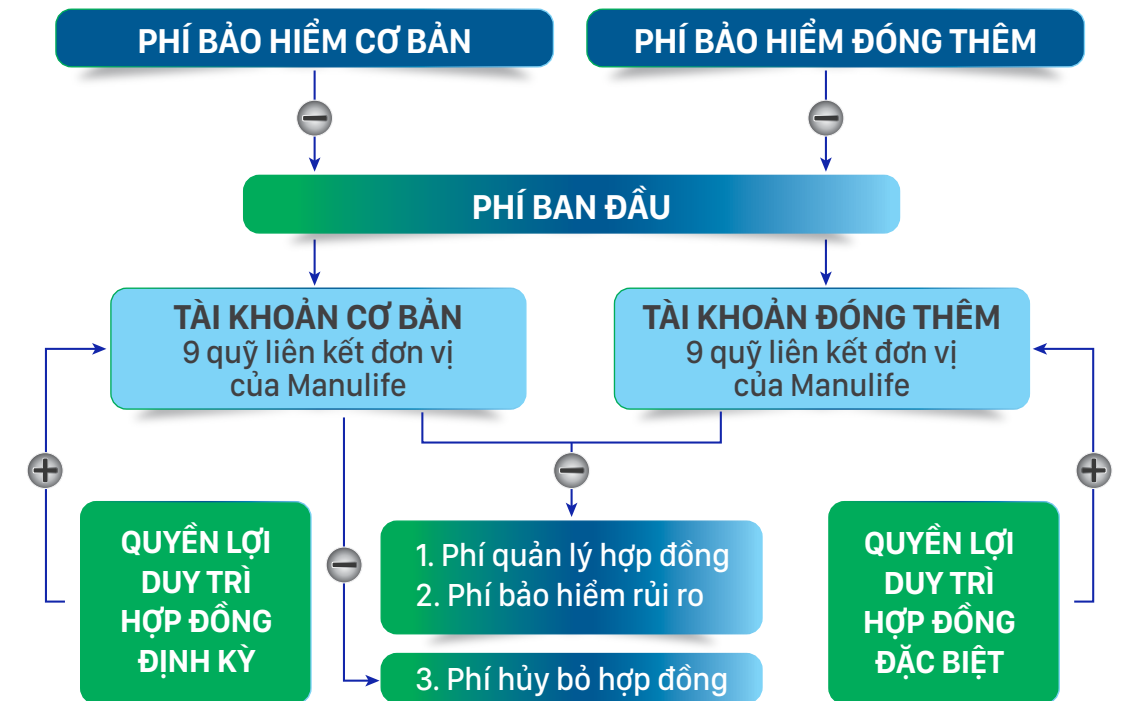 PHÍ BẢO HIỂM CƠ BẢN
PHÍ BẢO HIỂM ĐÓNG THÊM
PHÍ BAN ĐẦU
TÀI KHOẢN CƠ BẢN
9 quỹ liên kết đơn vị
của Manulife
TÀI KHOẢN ĐÓNG THÊM
9 quỹ liên kết đơn vị
của Manulife
QUYỀN LỢI
DUY TRÌ
HỢP ĐỒNG
ĐỊNH KỲ
1. Phí quản lý hợp đồng
2. Phí bảo hiểm rủi ro
3. Phí hủy bỏ hợp đồng
QUYỀN LỢI
DUY TRÌ
HỢP ĐỒNG
ĐẶC BIỆT